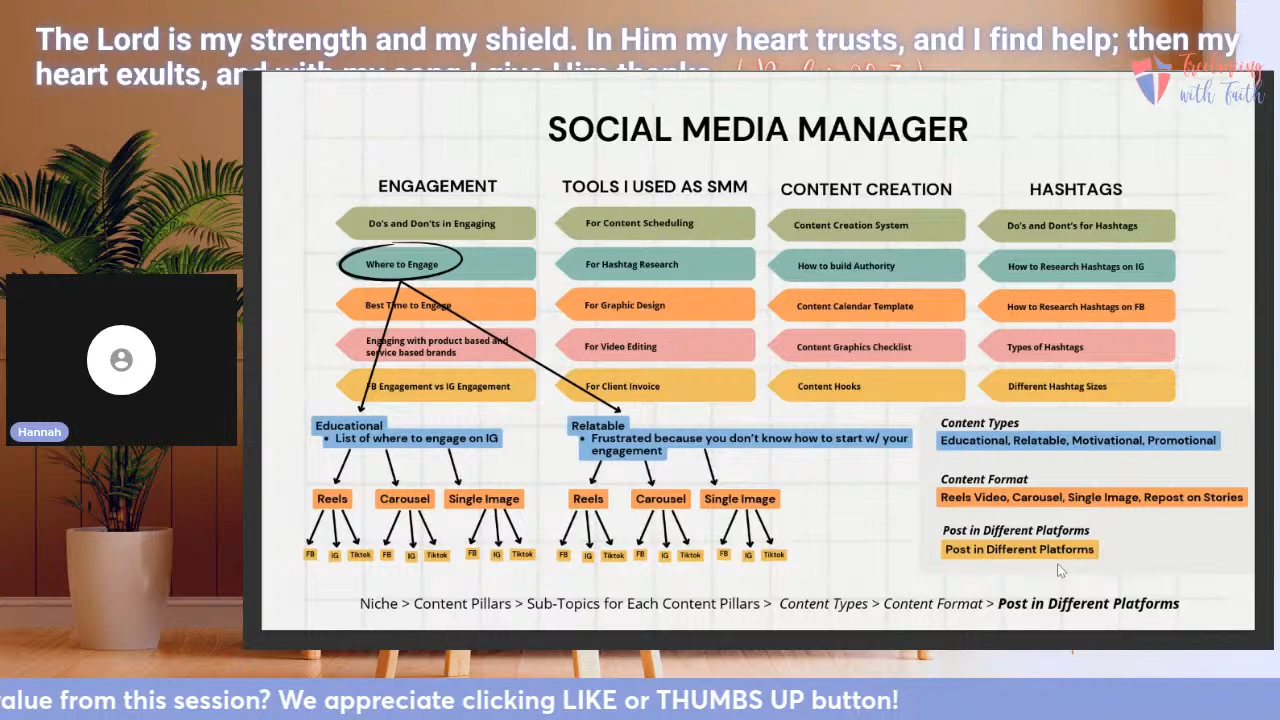 The Lord is my strength and my shield. In Him my heart trusts, and I find help; then my
heart exults, and with my song I give Him thanks.
Freelancing
with Faith
SOCIAL MEDIA MANAGER
ENGAGEMENT
Do's and Don'ts in Engaging
Where to Engage
Best Time to Engage
Engaging with product based and
service based brands
FB Engagement vs IG Engagement
TOOLS I USED AS SMM
For Content Scheduling
For Hashtag Research
For Graphic Design
For Video Editing
For Client Invoice
CONTENT CREATION
Content Creation System
How to build Authority
Content Calendar Template
Content Graphics Checklist
Content Hooks
HASHTAGS
Do's and Dont's for Hashtags
How to Research Hashtags on IG
How to Research Hashtags on FB
Types of Hashtags
Different Hashtag Sizes
Educational
• List of where to engage on IG
Reels Carousel Single Image
FB IG Tiktok FB IG Tiktok FB IG Tiktok
Relatable
• Frustrated because you don't know how to start w/ your
engagement
Reels Carousel Single Image
FB IG Tiktok FB IG Tiktok FB IG Tiktok
Content Types
Educational, Relatable, Motivational, Promotional
Content Format
Reels Video, Carousel, Single Image, Repost on Stories
Post in Different Platforms
Post in Different Platforms
Niche > Content Pillars > Sub-Topics for Each Content Pillars > Content Types > Content Format > Post in Different Platforms
Hannah
value from this session? We appreciate clicking LIKE or THUMBS UP button!